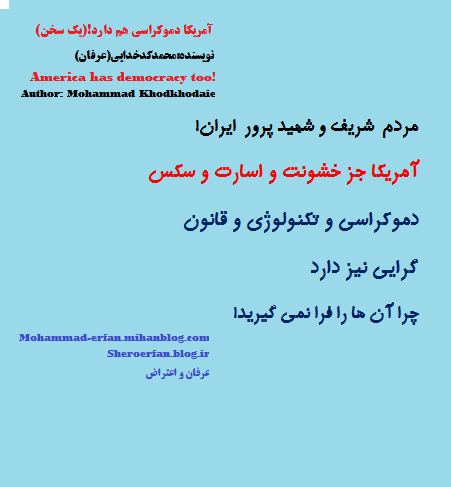 آمریکا دموکراسی هم دارد!(یک سخن)
نویسنده:محمدکدخدایی(عرفان)
America has democracy too!
Author: Mohammad Khodkhodaie
مردم شریف و شهید پرور ایران!
آمریکا جز خشونت و اسارت و سکس
دموکراسی و تکنولوژی و قانون
گرایی نیز دارد
چرا آن ها را فرا نمی گیرید!
Mohammad-erfan.mihanblog.com
Sheroerfan.blog.ir
عرفان و اعتراض